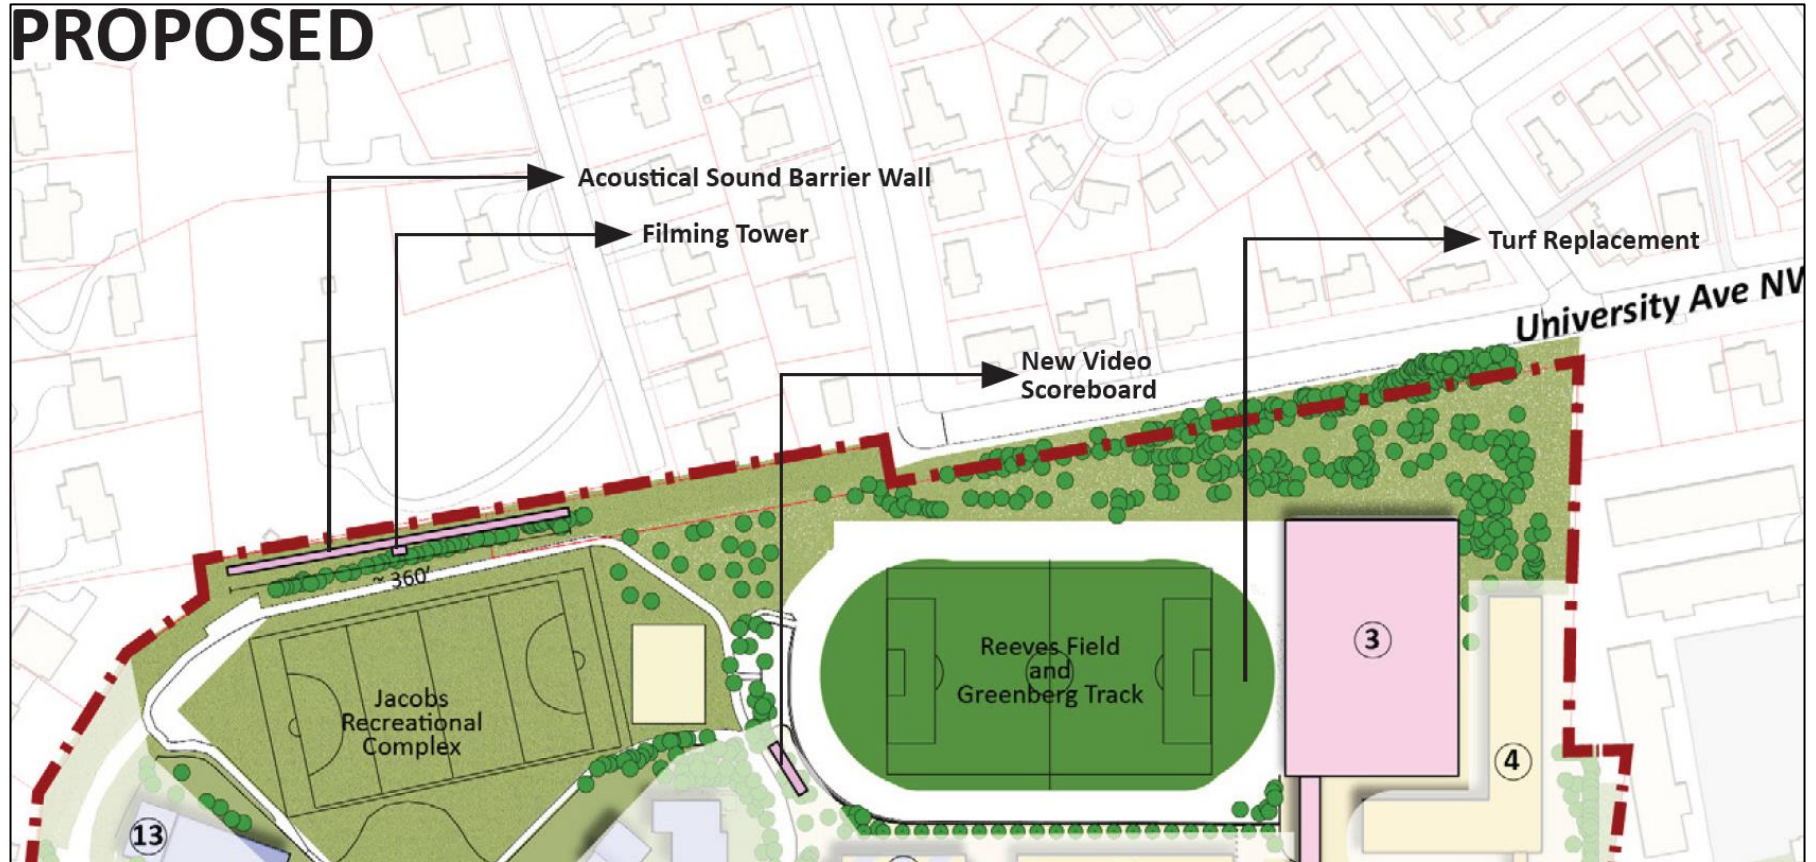 PROPOSED
Acoustical Sound Barrier Wall
Filming Tower
Turf Replacement
University Ave NW
New Video
Scoreboard
~ 360'
Reeves Field
and
Greenberg Track
3
Jacobs
Recreational
Complex
4
13